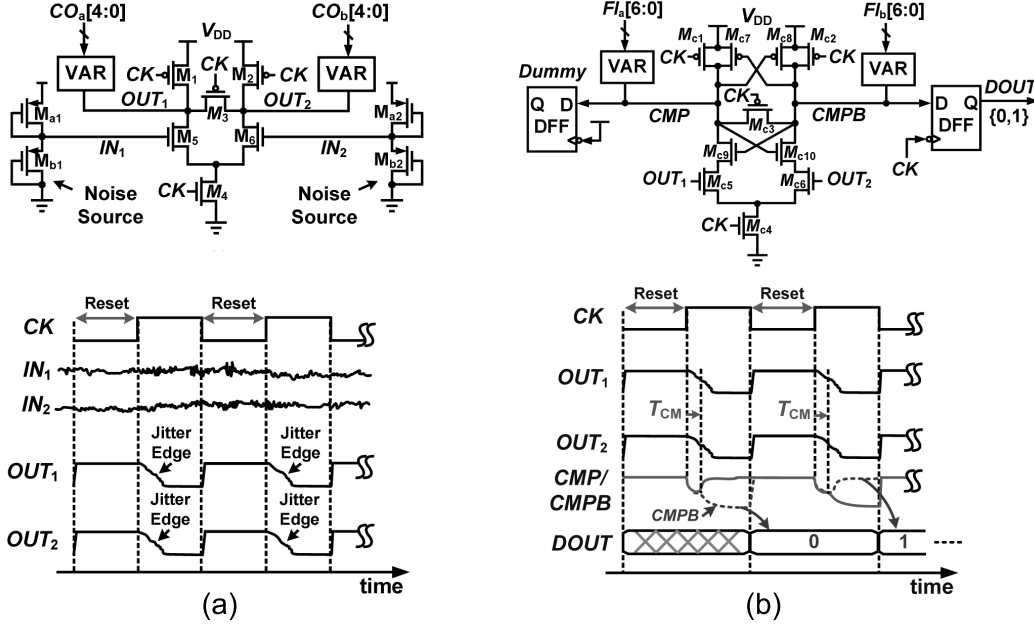 COa[4:0]
COb[4:0]
VDD
VAR
CK
M1
CK
M2
CK
VAR
OUT1
M3
OUT2
Ma1
Ma2
IN1
M5
M6
IN2
Mb1
Mb2
CK
M4
Noise
Source
Noise
Source
Reset
Reset
CK
IN1
IN2
Jitter
Edge
Jitter
Edge
OUT1
Jitter
Edge
Jitter
Edge
OUT2
time
(a)
FIa[6:0]
FIb[6:0]
VDD
Mc1
Mc7
Mc8
Mc2
VAR
CK
CK
VAR
Dummy
DOUT
Q D
DFF
CMP
CK
CMPB
D Q
DFF
{0,1}
Mc3
CK
Mc9
Mc10
OUT1
Mc5
Mc6
OUT2
CK
Mc4
Reset
Reset
CK
OUT1
TCM
TCM
OUT2
CMP/
CMPB
CMPB
DOUT
0
1
time
(b)